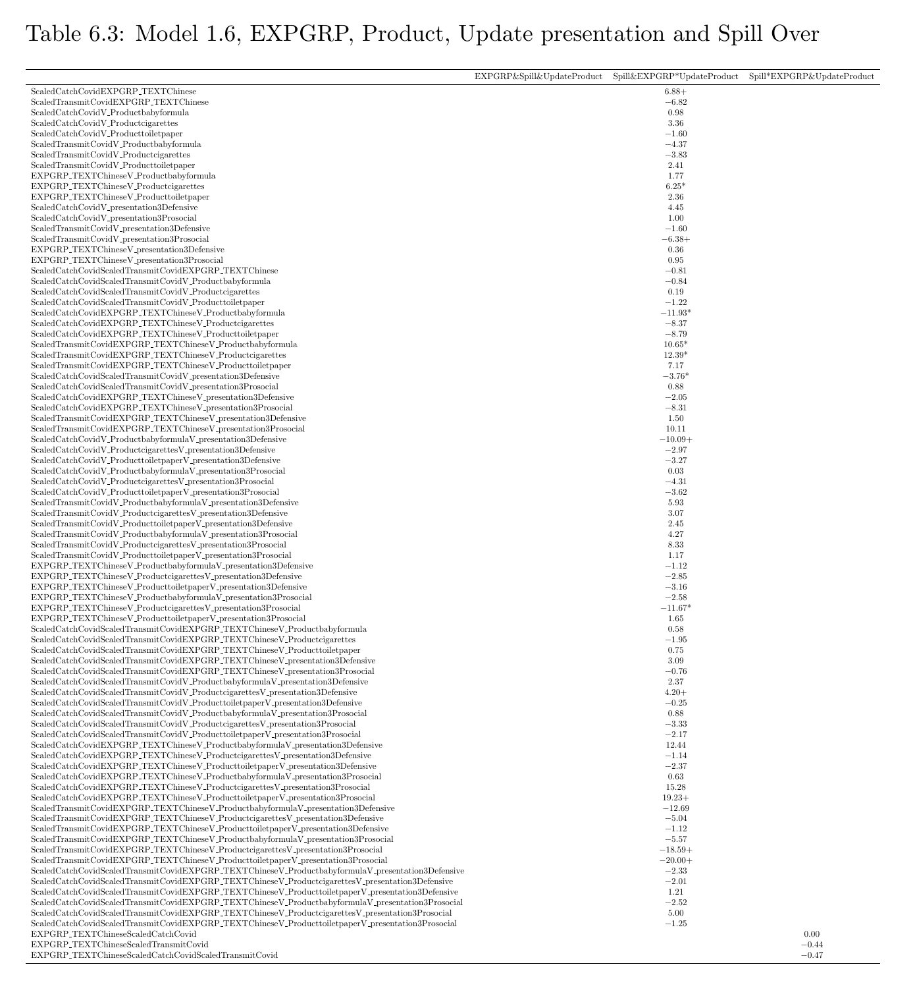 Table 6.3: Model 1.6, EXPGRP, Product, Update presentation and Spill Over
EXPGRP&Spill&UpdateProduct Spill&EXPGRP*UpdateProduct Spill*EXPGRP&UpdateProduct
ScaledCatchCovidEXPGRP_TEXTChinese 6.88+
ScaledTransmitCovidEXPGRP_TEXTChinese −6.82
ScaledCatchCovidV_Productbabyformula 0.98
ScaledCatchCovidV_Productcigarettes 3.36
ScaledCatchCovidV_Producttoiletpaper −1.60
ScaledTransmitCovidV_Productbabyformula −4.37
ScaledTransmitCovidV_Productcigarettes −3.83
ScaledTransmitCovidV_Producttoiletpaper 2.41
EXPGRP_TEXTChineseV_Productbabyformula 1.77
EXPGRP_TEXTChineseV_Productcigarettes 6.25*
EXPGRP_TEXTChineseV_Producttoiletpaper 2.36
ScaledCatchCovidV_presentation3Defensive 4.45
ScaledCatchCovidV_presentation3Prosocial 1.00
ScaledTransmitCovidV_presentation3Defensive −1.60
ScaledTransmitCovidV_presentation3Prosocial −6.38+
EXPGRP_TEXTChineseV_presentation3Defensive 0.36
EXPGRP_TEXTChineseV_presentation3Prosocial 0.95
ScaledCatchCovidScaledTransmitCovidEXPGRP_TEXTChinese −0.81
ScaledCatchCovidScaledTransmitCovidV_Productbabyformula −0.84
ScaledCatchCovidScaledTransmitCovidV_Productcigarettes 0.19
ScaledCatchCovidScaledTransmitCovidV_Producttoiletpaper −1.22
ScaledCatchCovidEXPGRP_TEXTChineseV_Productbabyformula −11.93*
ScaledCatchCovidEXPGRP_TEXTChineseV_Productcigarettes −8.37
ScaledCatchCovidEXPGRP_TEXTChineseV_Producttoiletpaper −8.79
ScaledTransmitCovidEXPGRP_TEXTChineseV_Productbabyformula 10.65*
ScaledTransmitCovidEXPGRP_TEXTChineseV_Productcigarettes 12.39*
ScaledTransmitCovidEXPGRP_TEXTChineseV_Producttoiletpaper 7.17
ScaledCatchCovidScaledTransmitCovidV_presentation3Defensive −3.76*
ScaledCatchCovidScaledTransmitCovidV_presentation3Prosocial 0.88
ScaledCatchCovidEXPGRP_TEXTChineseV_presentation3Defensive −2.05
ScaledCatchCovidEXPGRP_TEXTChineseV_presentation3Prosocial −8.31
ScaledTransmitCovidEXPGRP_TEXTChineseV_presentation3Defensive 1.50
ScaledTransmitCovidEXPGRP_TEXTChineseV_presentation3Prosocial 10.11
ScaledCatchCovidV_ProductbabyformulaV_presentation3Defensive −10.09+
ScaledCatchCovidV_ProductcigarettesV_presentation3Defensive −2.97
ScaledCatchCovidV_ProducttoiletpaperV_presentation3Defensive −3.27
ScaledCatchCovidV_ProductbabyformulaV_presentation3Prosocial 0.03
ScaledCatchCovidV_ProductcigarettesV_presentation3Prosocial −4.31
ScaledCatchCovidV_ProducttoiletpaperV_presentation3Prosocial −3.62
ScaledTransmitCovidV_ProductbabyformulaV_presentation3Defensive 5.93
ScaledTransmitCovidV_ProductcigarettesV_presentation3Defensive 3.07
ScaledTransmitCovidV_ProducttoiletpaperV_presentation3Defensive 2.45
ScaledTransmitCovidV_ProductbabyformulaV_presentation3Prosocial 4.27
ScaledTransmitCovidV_ProductcigarettesV_presentation3Prosocial 8.33
ScaledTransmitCovidV_ProducttoiletpaperV_presentation3Prosocial 1.17
EXPGRP_TEXTChineseV_ProductbabyformulaV_presentation3Defensive −1.12
EXPGRP_TEXTChineseV_ProductcigarettesV_presentation3Defensive −2.85
EXPGRP_TEXTChineseV_ProducttoiletpaperV_presentation3Defensive −3.16
EXPGRP_TEXTChineseV_ProductbabyformulaV_presentation3Prosocial −2.58
EXPGRP_TEXTChineseV_ProductcigarettesV_presentation3Prosocial −11.67*
EXPGRP_TEXTChineseV_ProducttoiletpaperV_presentation3Prosocial 1.65
ScaledCatchCovidScaledTransmitCovidEXPGRP_TEXTChineseV_Productbabyformula 0.58
ScaledCatchCovidScaledTransmitCovidEXPGRP_TEXTChineseV_Productcigarettes −1.95
ScaledCatchCovidScaledTransmitCovidEXPGRP_TEXTChineseV_Producttoiletpaper 0.75
ScaledCatchCovidScaledTransmitCovidEXPGRP_TEXTChineseV_presentation3Defensive 3.09
ScaledCatchCovidScaledTransmitCovidEXPGRP_TEXTChineseV_presentation3Prosocial −0.76
ScaledCatchCovidScaledTransmitCovidV_ProductbabyformulaV_presentation3Defensive 2.37
ScaledCatchCovidScaledTransmitCovidV_ProductcigarettesV_presentation3Defensive 4.20+
ScaledCatchCovidScaledTransmitCovidV_ProducttoiletpaperV_presentation3Defensive −0.25
ScaledCatchCovidScaledTransmitCovidV_ProductbabyformulaV_presentation3Prosocial 0.88
ScaledCatchCovidScaledTransmitCovidV_ProductcigarettesV_presentation3Prosocial −3.33
ScaledCatchCovidScaledTransmitCovidV_ProducttoiletpaperV_presentation3Prosocial −2.17
ScaledCatchCovidEXPGRP_TEXTChineseV_ProductbabyformulaV_presentation3Defensive 12.44
ScaledCatchCovidEXPGRP_TEXTChineseV_ProductcigarettesV_presentation3Defensive −1.14
ScaledCatchCovidEXPGRP_TEXTChineseV_ProducttoiletpaperV_presentation3Defensive −2.37
ScaledCatchCovidEXPGRP_TEXTChineseV_ProductbabyformulaV_presentation3Prosocial 0.63
ScaledCatchCovidEXPGRP_TEXTChineseV_ProductcigarettesV_presentation3Prosocial 15.28
ScaledCatchCovidEXPGRP_TEXTChineseV_ProducttoiletpaperV_presentation3Prosocial 19.23+
ScaledTransmitCovidEXPGRP_TEXTChineseV_ProductbabyformulaV_presentation3Defensive −12.69
ScaledTransmitCovidEXPGRP_TEXTChineseV_ProductcigarettesV_presentation3Defensive −5.04
ScaledTransmitCovidEXPGRP_TEXTChineseV_ProducttoiletpaperV_presentation3Defensive −1.12
ScaledTransmitCovidEXPGRP_TEXTChineseV_ProductbabyformulaV_presentation3Prosocial −5.57
ScaledTransmitCovidEXPGRP_TEXTChineseV_ProductcigarettesV_presentation3Prosocial −18.59+
ScaledTransmitCovidEXPGRP_TEXTChineseV_ProducttoiletpaperV_presentation3Prosocial −20.00+
ScaledCatchCovidScaledTransmitCovidEXPGRP_TEXTChineseV_ProductbabyformulaV_presentation3Defensive −2.33
ScaledCatchCovidScaledTransmitCovidEXPGRP_TEXTChineseV_ProductcigarettesV_presentation3Defensive −2.01
ScaledCatchCovidScaledTransmitCovidEXPGRP_TEXTChineseV_ProducttoiletpaperV_presentation3Defensive 1.21
ScaledCatchCovidScaledTransmitCovidEXPGRP_TEXTChineseV_ProductbabyformulaV_presentation3Prosocial −2.52
ScaledCatchCovidScaledTransmitCovidEXPGRP_TEXTChineseV_ProductcigarettesV_presentation3Prosocial 5.00
ScaledCatchCovidScaledTransmitCovidEXPGRP_TEXTChineseV_ProducttoiletpaperV_presentation3Prosocial −1.25
EXPGRP_TEXTChineseScaledCatchCovid 0.00
EXPGRP_TEXTChineseScaledTransmitCovid −0.44
EXPGRP_TEXTChineseScaledCatchCovidScaledTransmitCovid −0.47